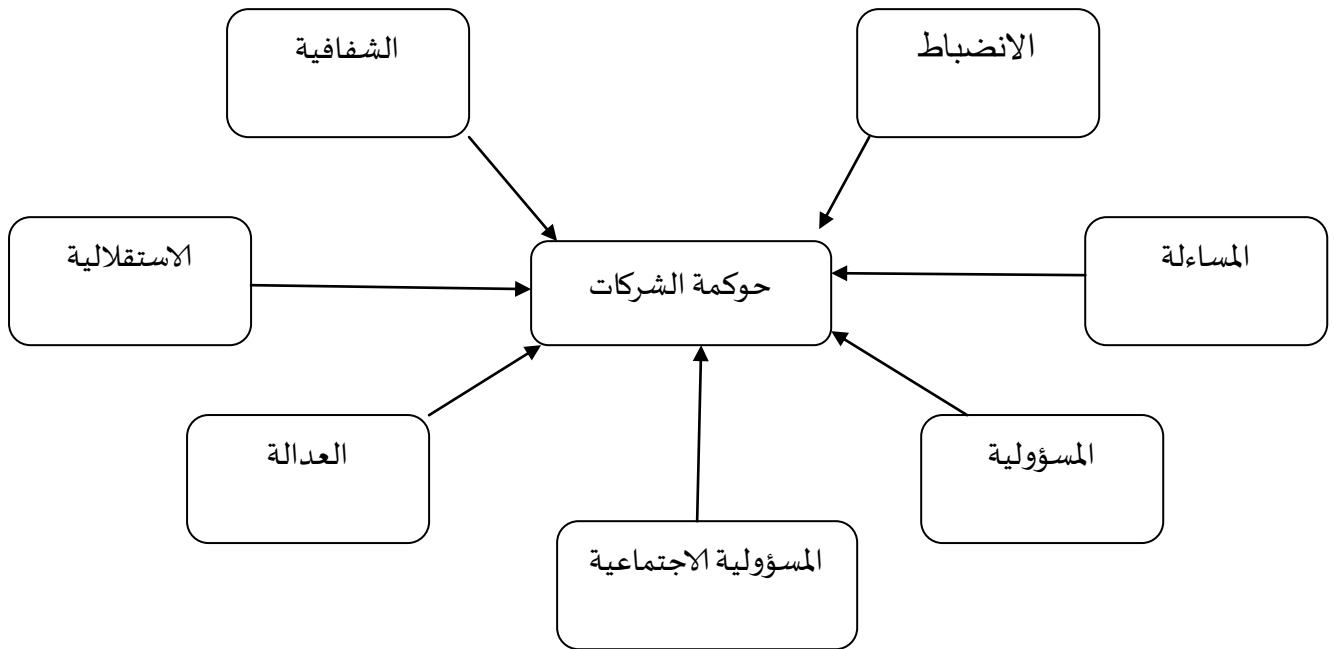 الانضباط
الشفافية
المساءلة
الاستقلالية
حوكمة الشركات
المسؤولية
العدالة
المسؤولية الاجتماعية